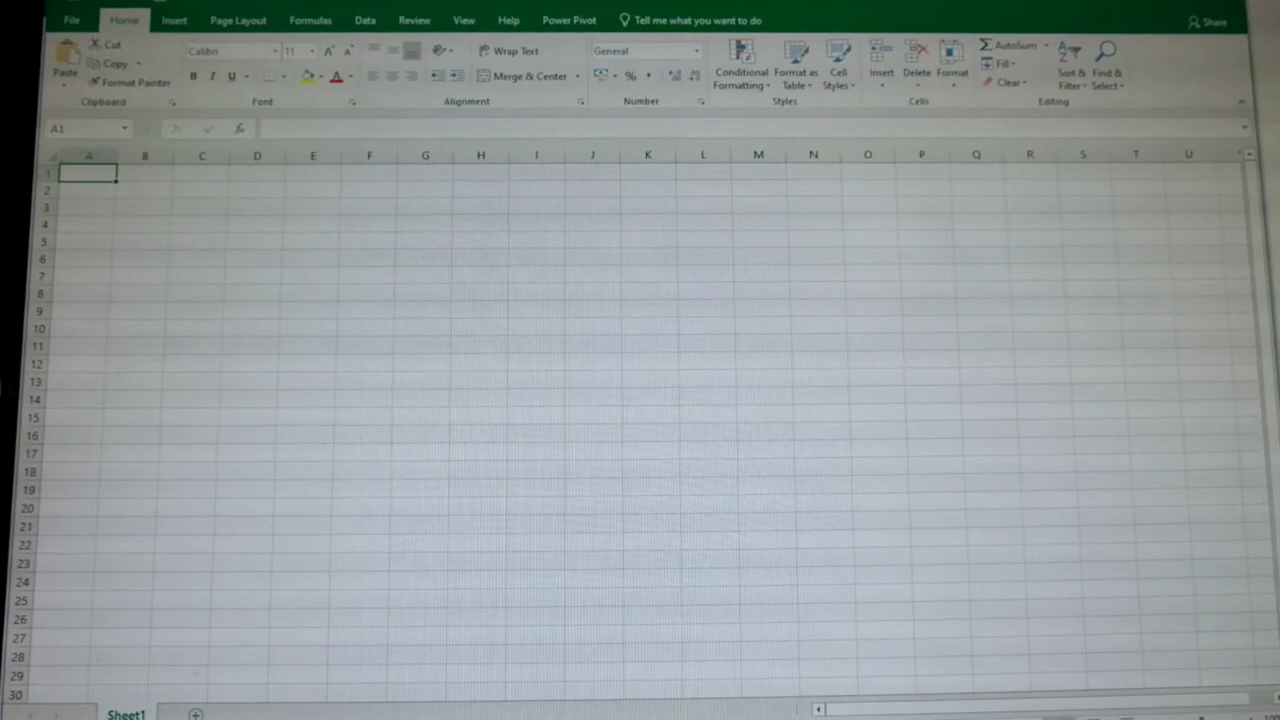 File Home Insert Page Layout Formulas Data Review View Help Power Pivot Tell me what you want to do Share
Cut
Copy
Format Painter
Paste
Calibri 11
B I U
Wrap Text
Merge & Center
General
%
Conditional Formatting
Format as Table
Cell Styles
Insert Delete Format
AutoSum
Fill
Clear
Sort & Filter
Find & Select
Clipboard Font Alignment Number Styles Cells Editing
A1 fx
A B C D E F G H I J K L M N O P Q R S T U
1
2
3
4
5
6
7
8
9
10
11
12
13
14
15
16
17
18
19
20
21
22
23
24
25
26
27
28
29
30
Sheet1